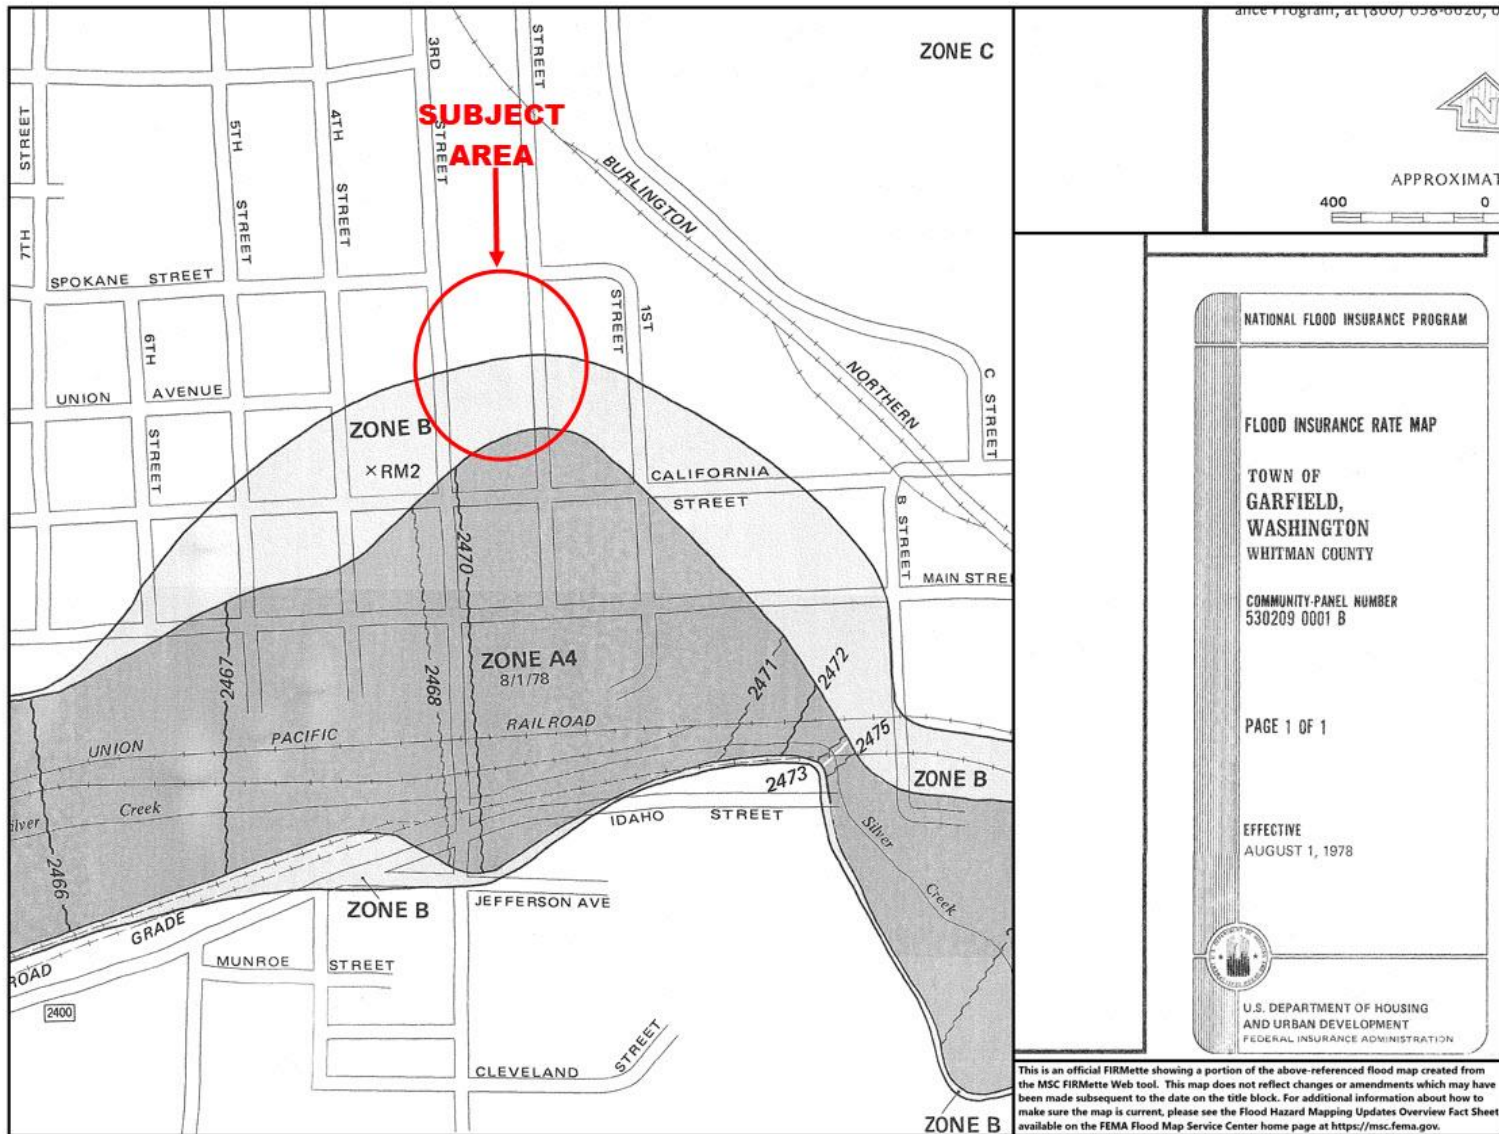 ZONE C
3RD
STREET
STREET
SUBJECT
AREA
STREET
7TH
5TH
STREET
4TH
STREET
BURLINGTON
NORTHERN
SPOKANE STREET
1ST
STREET
6TH
STREET
UNION AVENUE
C STREET
ZONE B
×RM2
CALIFORNIA
STREET
B STREET
MAIN STREE
2470
2467
2468
ZONE A4
8/1/78
2471
2472
2475
2473
UNION PACIFIC RAILROAD
Creek
2466
IDAHO STREET
ZONE B
Silver
Creek
ZONE B
JEFFERSON AVE
GRADE
ROAD
MUNROE STREET
2400
CLEVELAND STREET
ZONE B
ance Program, at (800) 638-6620,
N
APPROXIMAT
400 0
NATIONAL FLOOD INSURANCE PROGRAM
FLOOD INSURANCE RATE MAP
TOWN OF
GARFIELD,
WASHINGTON
WHITMAN COUNTY
COMMUNITY-PANEL NUMBER
530209 0001 B
PAGE 1 OF 1
EFFECTIVE
AUGUST 1, 1978
U.S. DEPARTMENT OF HOUSING
AND URBAN DEVELOPMENT
FEDERAL INSURANCE ADMINISTRATION
This is an official FIRMette showing a portion of the above-referenced flood map created from
the MSC FIRMette Web tool. This map does not reflect changes or amendments which may have
been made subsequent to the date on the title block. For additional information about how to
make sure the map is current, please see the Flood Hazard Mapping Updates Overview Fact Sheet
available on the FEMA Flood Map Service Center home page at https://msc.fema.gov.